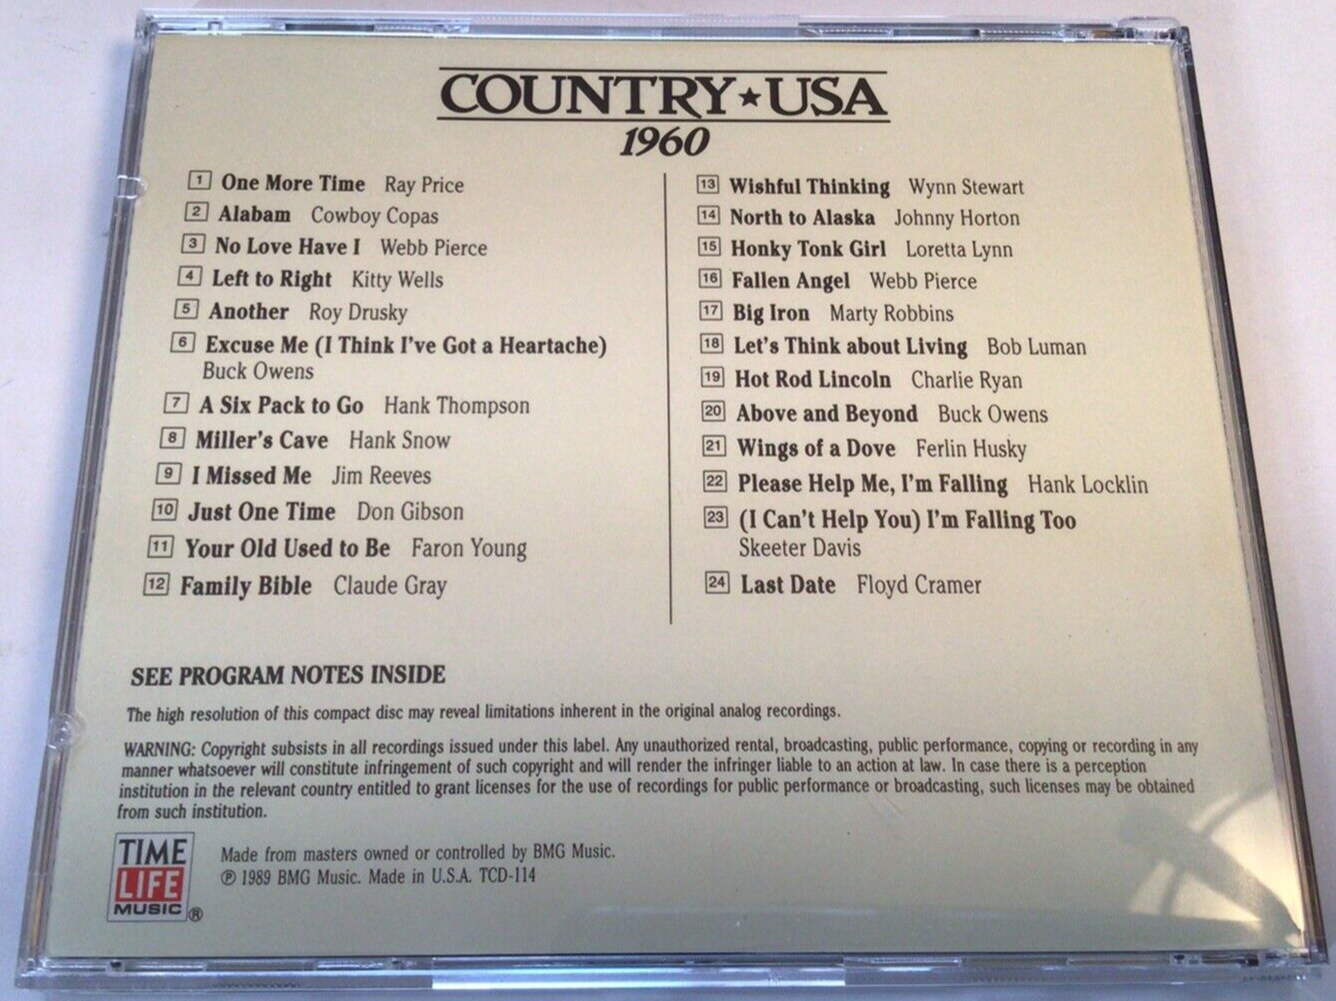 COUNTRY★USA
1960
1 One More Time Ray Price
2 Alabam Cowboy Copas
3 No Love Have I Webb Pierce
4 Left to Right Kitty Wells
5 Another Roy Drusky
6 Excuse Me (I Think I've Got a Heartache)
Buck Owens
7 A Six Pack to Go Hank Thompson
8 Miller's Cave Hank Snow
9 I Missed Me Jim Reeves
10 Just One Time Don Gibson
11 Your Old Used to Be Faron Young
12 Family Bible Claude Gray
13 Wishful Thinking Wynn Stewart
14 North to Alaska Johnny Horton
15 Honky Tonk Girl Loretta Lynn
16 Fallen Angel Webb Pierce
17 Big Iron Marty Robbins
18 Let's Think about Living Bob Luman
19 Hot Rod Lincoln Charlie Ryan
20 Above and Beyond Buck Owens
21 Wings of a Dove Ferlin Husky
22 Please Help Me, I'm Falling Hank Locklin
23 (I Can't Help You) I'm Falling Too
Skeeter Davis
24 Last Date Floyd Cramer
SEE PROGRAM NOTES INSIDE
The high resolution of this compact disc may reveal limitations inherent in the original analog recordings.
WARNING: Copyright subsists in all recordings issued under this label. Any unauthorized rental, broadcasting, public performance, copying or recording in any
manner whatsoever will constitute infringement of such copyright and will render the infringer liable to an action at law. In case there is a perception
institution in the relevant country entitled to grant licenses for the use of recordings for public performance or broadcasting, such licenses may be obtained
from such institution.
TIME
LIFE
MUSIC®
Made from masters owned or controlled by BMG Music.
℗ 1989 BMG Music. Made in U.S.A. TCD-114